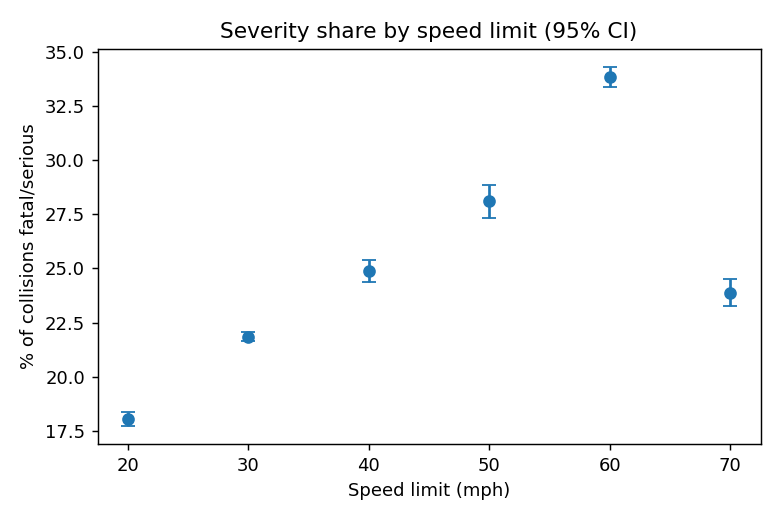 Severity share by speed limit (95% CI)
% of collisions fatal/serious
35.0
32.5
30.0
27.5
25.0
22.5
20.0
17.5
20 30 40 50 60 70
Speed limit (mph)